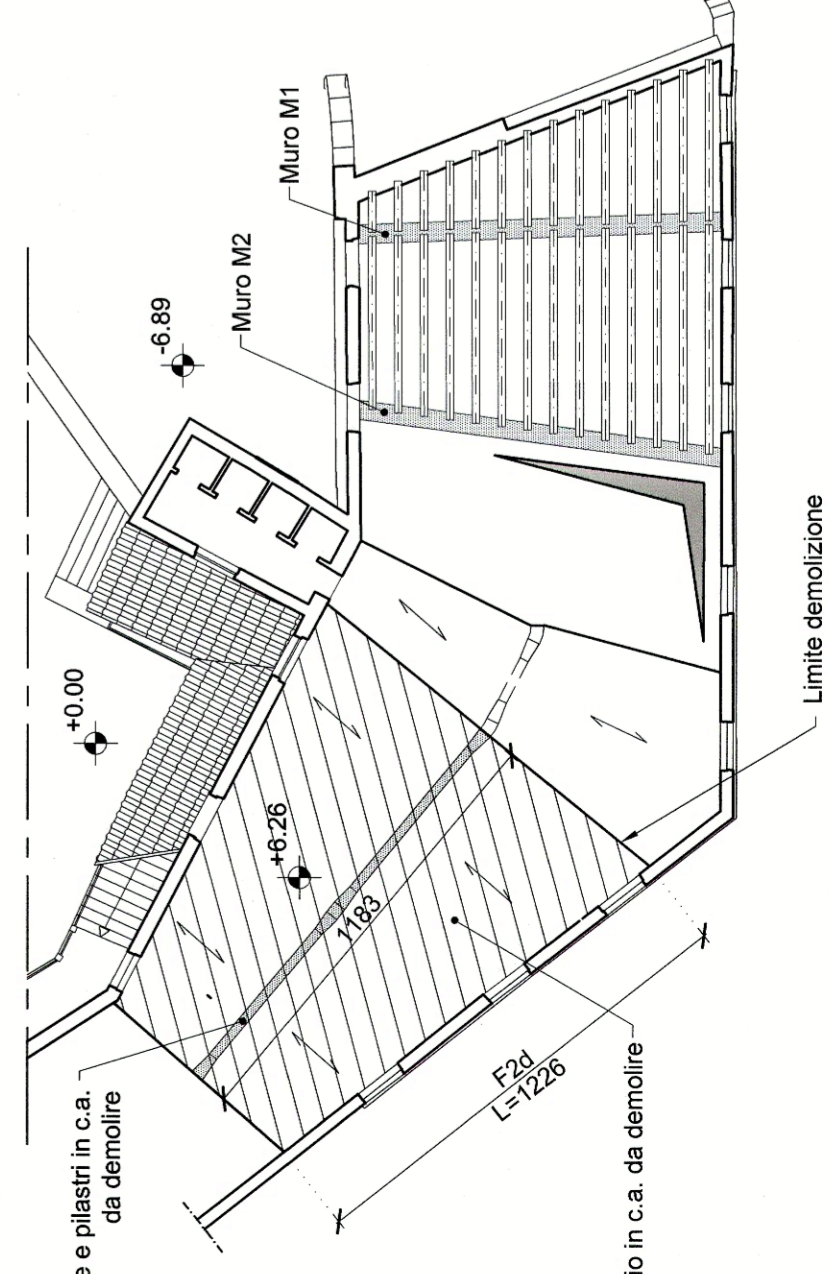 Muro M1
Muro M2
-6.89
+0.00
+6.26
1183
e pilastri in c.a.
da demolire
F2d
L=1226
Limite demolizione
io in c.a. da demolire